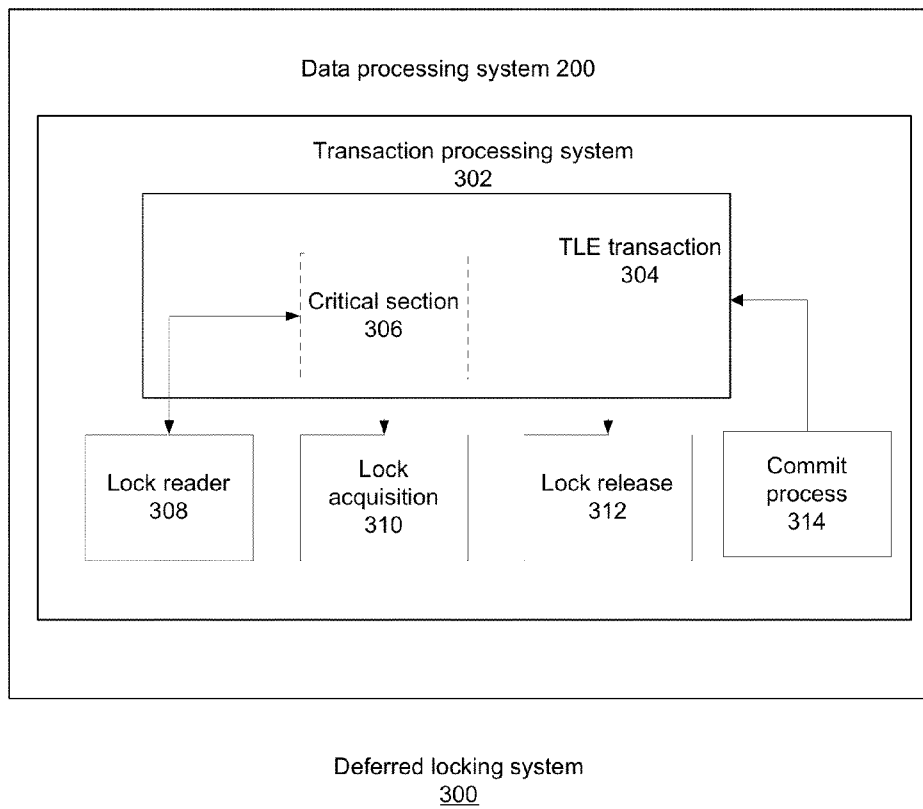 Data processing system 200
Transaction processing system
302
TLE transaction
304
Critical section
306
Lock reader
308
Lock
acquisition
310
Lock release
312
Commit
process
314
Deferred locking system
300